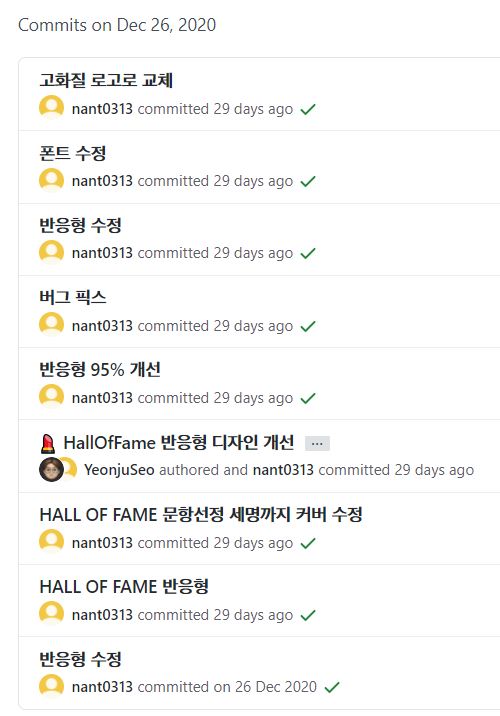 Commits on Dec 26, 2020
고화질 로고로 교체
nant0313 committed 29 days ago
폰트 수정
nant0313 committed 29 days ago
반응형 수정
nant0313 committed 29 days ago
버그 픽스
nant0313 committed 29 days ago
반응형 95% 개선
nant0313 committed 29 days ago
💄 HallOfFame 반응형 디자인 개선 ...
YeonjuSeo authored and nant0313 committed 29 days ago
HALL OF FAME 문항선정 세명까지 커버 수정
nant0313 committed 29 days ago
HALL OF FAME 반응형
nant0313 committed 29 days ago
반응형 수정
nant0313 committed on 26 Dec 2020